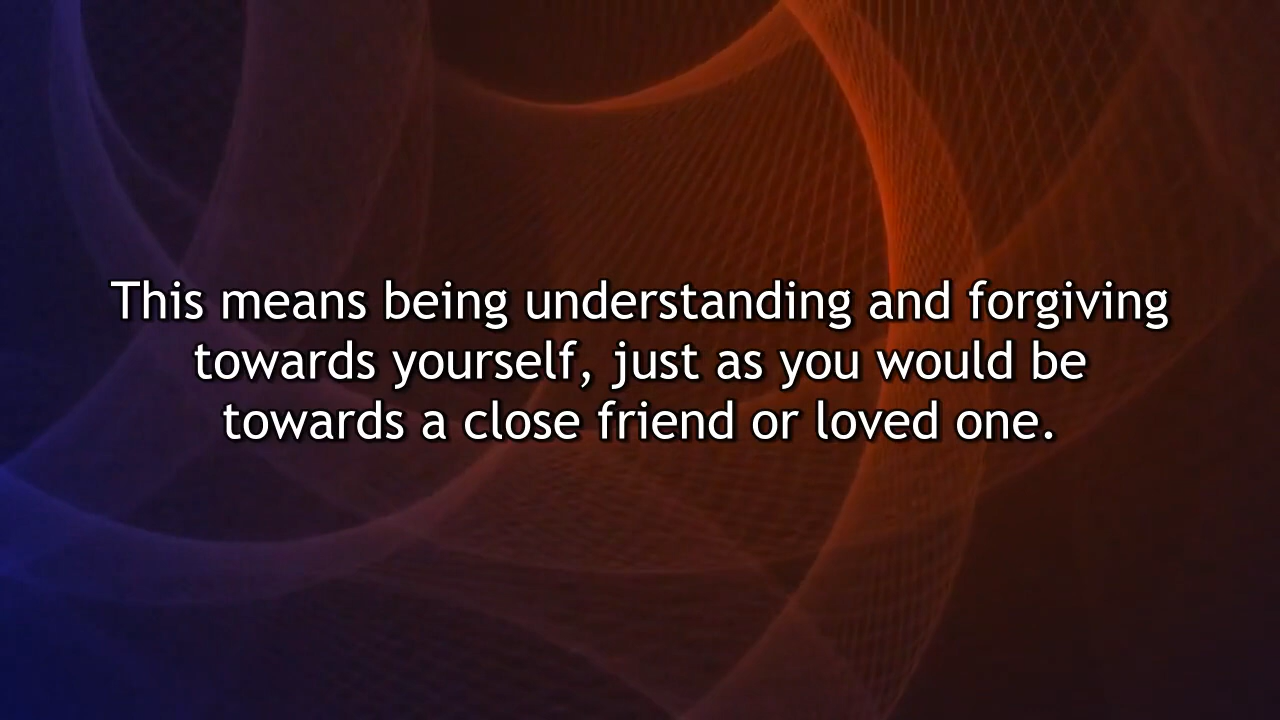 This means being understanding and forgiving
towards yourself, just as you would be
towards a close friend or loved one.